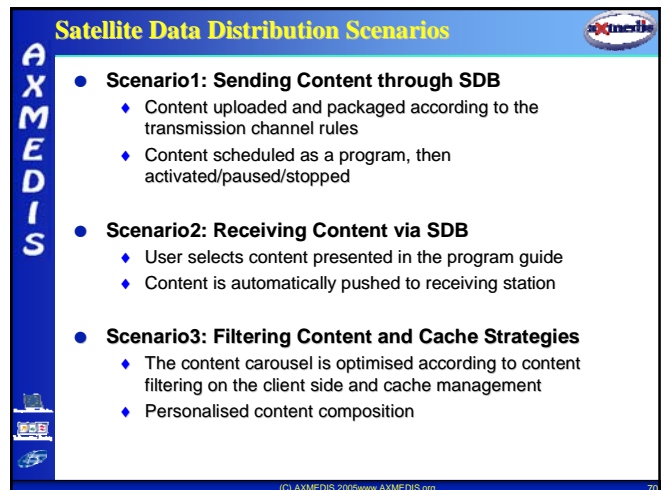 Satellite Data Distribution Scenarios
axmedis
AXMEDIS
Scenario1: Sending Content through SDB
Content uploaded and packaged according to the
transmission channel rules
Content scheduled as a program, then
activated/paused/stopped
Scenario2: Receiving Content via SDB
User selects content presented in the program guide
Content is automatically pushed to receiving station
Scenario3: Filtering Content and Cache Strategies
The content carousel is optimised according to content
filtering on the client side and cache management
Personalised content composition
(C) AXMEDIS 2005www.AXMEDIS.org
70